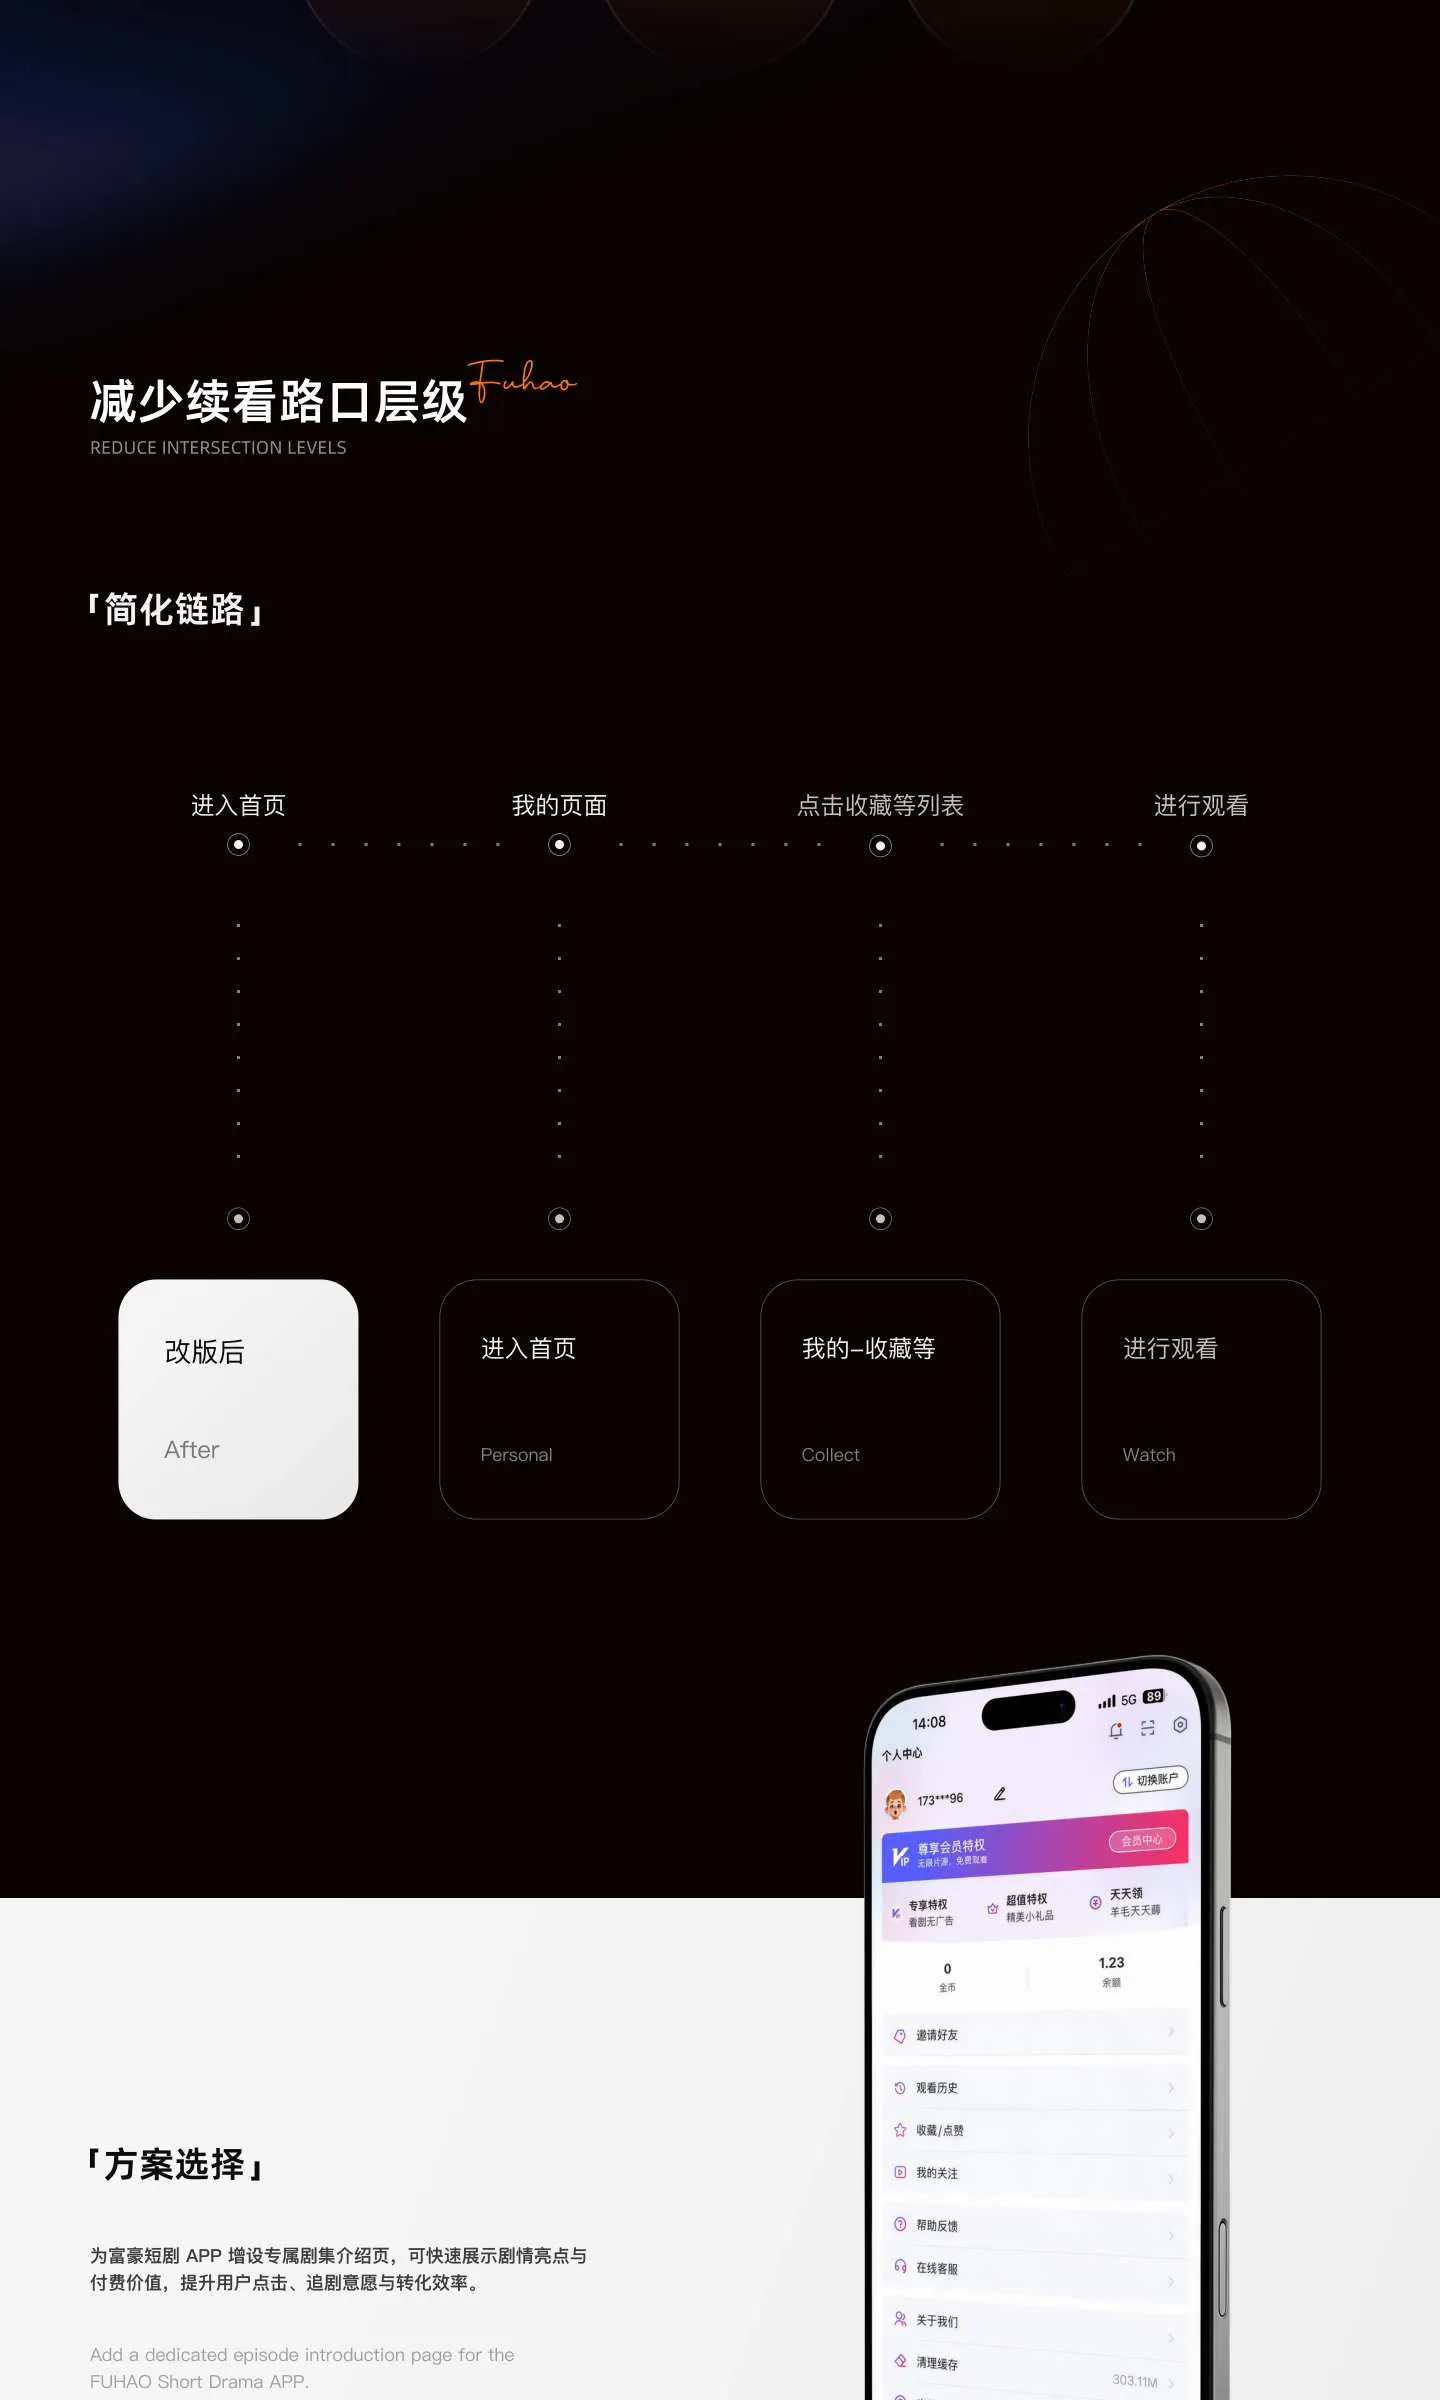 减少续看路口层级
Fuhao
REDUCE INTERSECTION LEVELS
「简化链路」
进入首页
我的页面
点击收藏等列表
进行观看
改版后
After
进入首页
Personal
我的-收藏等
Collect
进行观看
Watch
14:08
5G 89
个人中心
173***96
切换账户
VIP
尊享会员特权
无限片源，免费观看
会员中心
专享特权
看剧无广告
超值特权
精美小礼品
天天领
羊毛天天薅
0
金币
1.23
余额
邀请好友
观看历史
收藏/点赞
我的关注
帮助反馈
在线客服
关于我们
清理缓存
303.11M
「方案选择」
为富豪短剧 APP 增设专属剧集介绍页，可快速展示剧情亮点与
付费价值，提升用户点击、追剧意愿与转化效率。
Add a dedicated episode introduction page for the
FUHAO Short Drama APP.